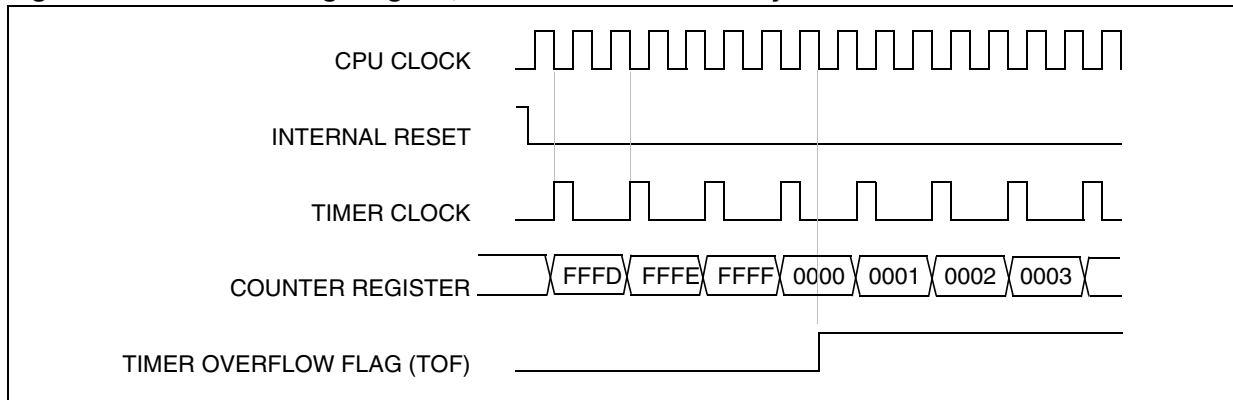 CPU CLOCK
INTERNAL RESET
TIMER CLOCK
COUNTER REGISTER
FFFD FFFE FFFF 0000 0001 0002 0003
TIMER OVERFLOW FLAG (TOF)